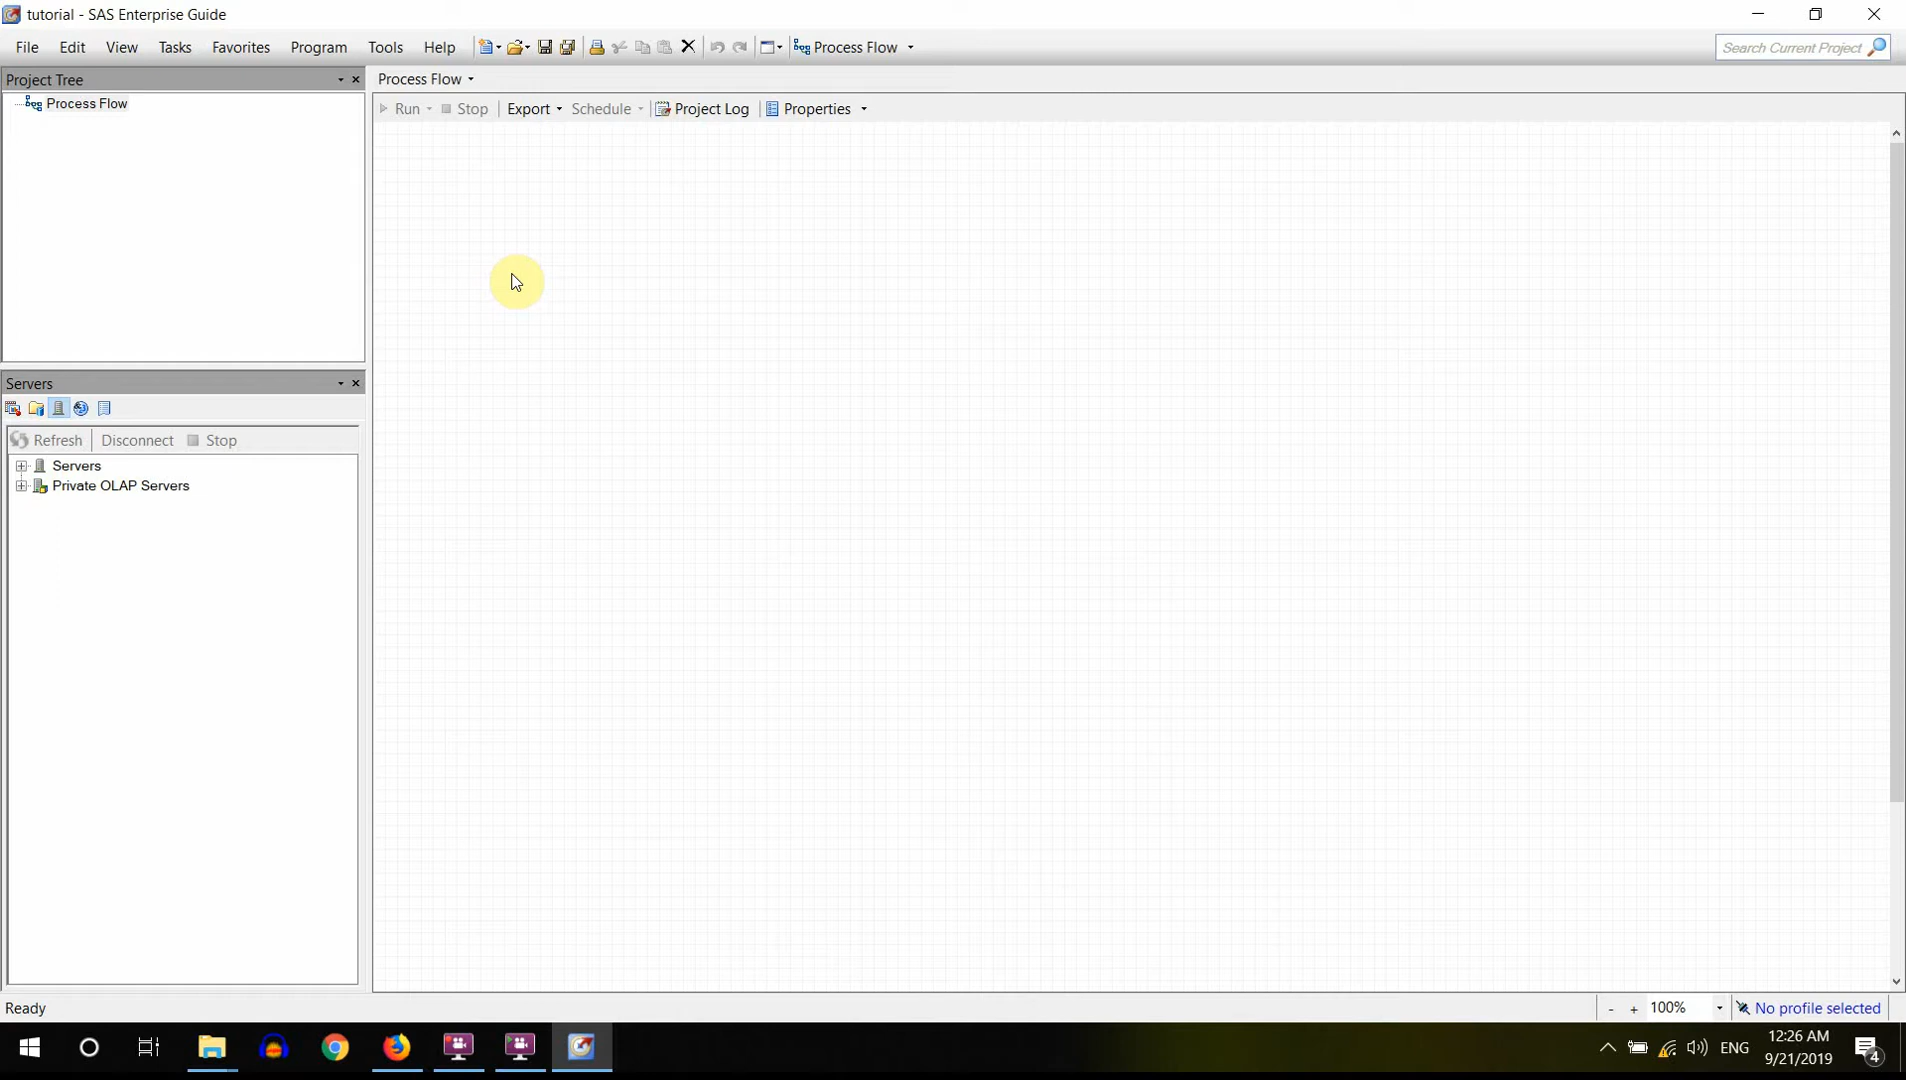 tutorial - SAS Enterprise Guide
File Edit View Tasks Favorites Program Tools Help Process Flow Search Current Project
Project Tree
Process Flow
Process Flow
Run Stop Export Schedule Project Log Properties
Servers
Refresh Disconnect Stop
Servers
Private OLAP Servers
Ready
- + 100% No profile selected
ENG
12:26 AM
9/21/2019
4